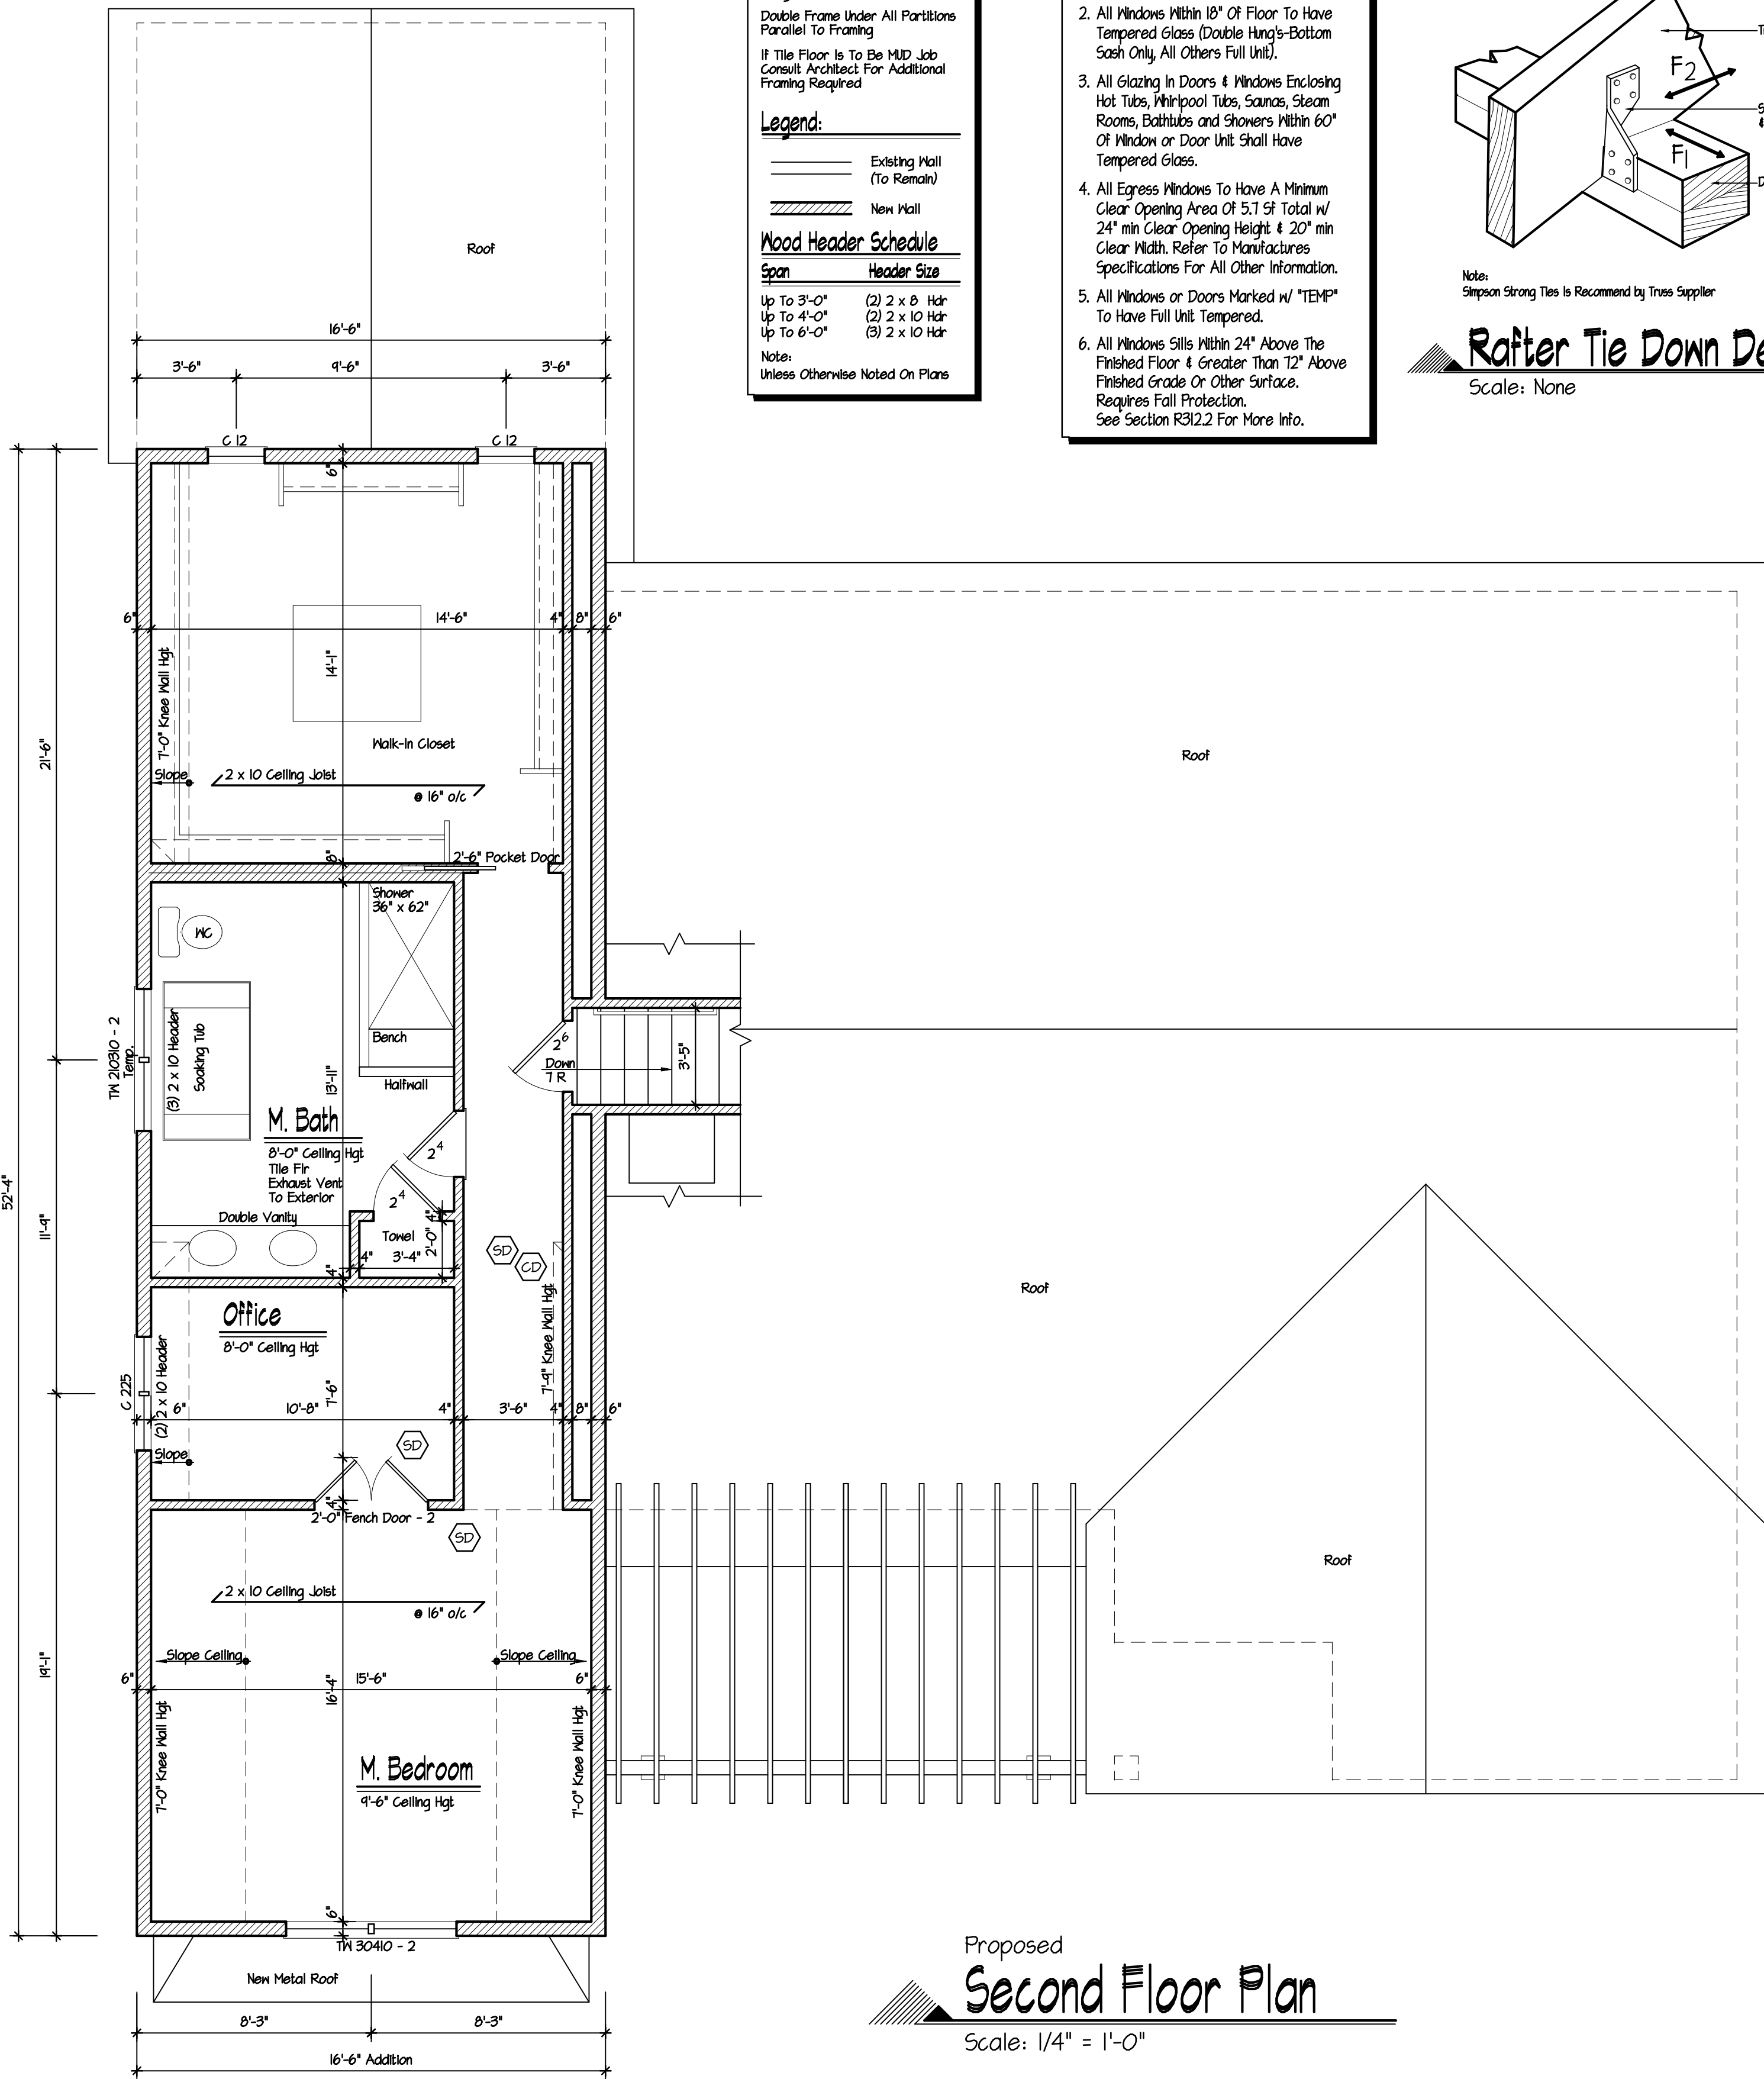 Double Frame Under All Partitions
Parallel To Framing
If Tile Floor Is To Be MUD Job
Consult Architect For Additional
Framing Required
Legend:
Existing Wall
(To Remain)
New Wall
Wood Header Schedule
Span Header Size
Up To 3'-0" (2) 2 x 8 Hdr
Up To 4'-0" (2) 2 x 10 Hdr
Up To 6'-0" (3) 2 x 10 Hdr
Note:
Unless Otherwise Noted On Plans
2. All Windows Within 18" Of Floor To Have
Tempered Glass (Double Hung's-Bottom
Sash Only, All Others Full Unit).
3. All Glazing In Doors & Windows Enclosing
Hot Tubs, Whirlpool Tubs, Saunas, Steam
Rooms, Bathtubs and Showers Within 60"
Of Window or Door Unit Shall Have
Tempered Glass.
4. All Egress Windows To Have A Minimum
Clear Opening Area Of 5.7 Sf Total w/
24" min Clear Opening Height & 20" min
Clear Width. Refer To Manufactures
Specifications For All Other Information.
5. All Windows or Doors Marked w/ "TEMP"
To Have Full Unit Tempered.
6. All Windows Sills Within 24" Above The
Finished Floor & Greater Than 72" Above
Finished Grade Or Other Surface.
Requires Fall Protection.
See Section R312.2 For More Info.
F2
F1
Note:
Simpson Strong Ties Is Recommend by Truss Supplier
Rafter Tie Down
Scale: None
Roof
16'-6"
3'-6" 9'-6" 3'-6"
C 12 C 12
6"
6" 14'-6" 4" 8" 6"
14'-1"
7'-0" Knee Wall Hgt
Walk-In Closet
Slope
2 x 10 Ceiling Joist
@ 16" o/c
21'-6"
Roof
8"
2'-6" Pocket Door
Shower
36" x 62"
WC
TW 210310 - 2
Temp.
(3) 2 x 10 Header
Soaking Tub
Bench
Halfwall
13'-11"
2 6
Down
7 R
3'-5"
M. Bath
8'-0" Ceiling Hgt
Tile Flr
Exhaust Vent
To Exterior
2 4
2 4
52'-4"
11'-9"
Double Vanity
Towel
4" 3'-4" 2'-0" 4"
4"
SD
CD
7'-9" Knee Wall Hgt
Roof
Office
8'-0" Ceiling Hgt
C 225
(2) 2 x 10 Header
7'-6"
6" 10'-8" 4" 3'-6" 4" 8" 6"
Slope
SD
4"
2'-0" Fench Door - 2
SD
Roof
2 x 10 Ceiling Joist
@ 16" o/c
Slope Ceiling
Slope Ceiling
19'-1"
6" 15'-6" 6"
16'-4"
7'-0" Knee Wall Hgt
7'-0" Knee Wall Hgt
M. Bedroom
9'-6" Ceiling Hgt
6"
TW 30410 - 2
New Metal Roof
8'-3" 8'-3"
16'-6" Addition
Proposed
Second Floor Plan
Scale: 1/4" = 1'-0"